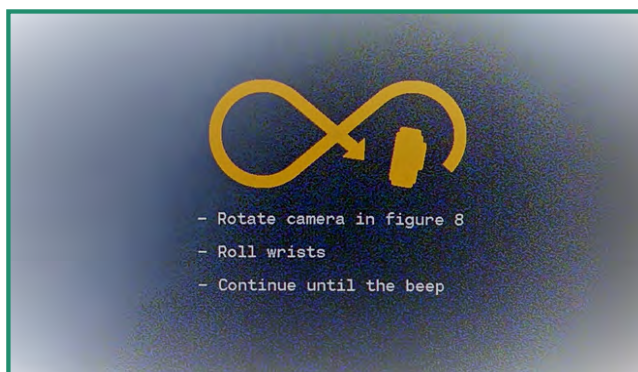 – Rotate camera in figure 8
– Roll wrists
– Continue until the beep